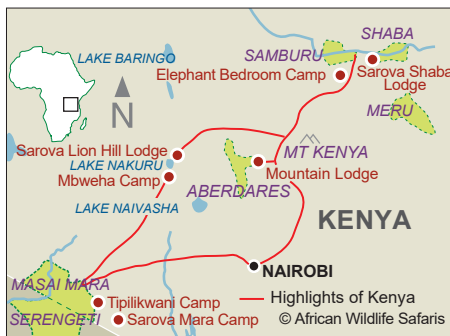 SHABA
LAKE BARINGO
SAMBURU
Elephant Bedroom Camp
Sarova Shaba
Lodge
N
MERU
Sarova Lion Hill Lodge
MT KENYA
LAKE NAKURU
Mbweha Camp
Mountain Lodge
ABERDARES
LAKE NAIVASHA
KENYA
NAIROBI
MASAI MARA
Tipilikwani Camp
Highlights of Kenya
SERENGETI
Sarova Mara Camp
© African Wildlife Safaris